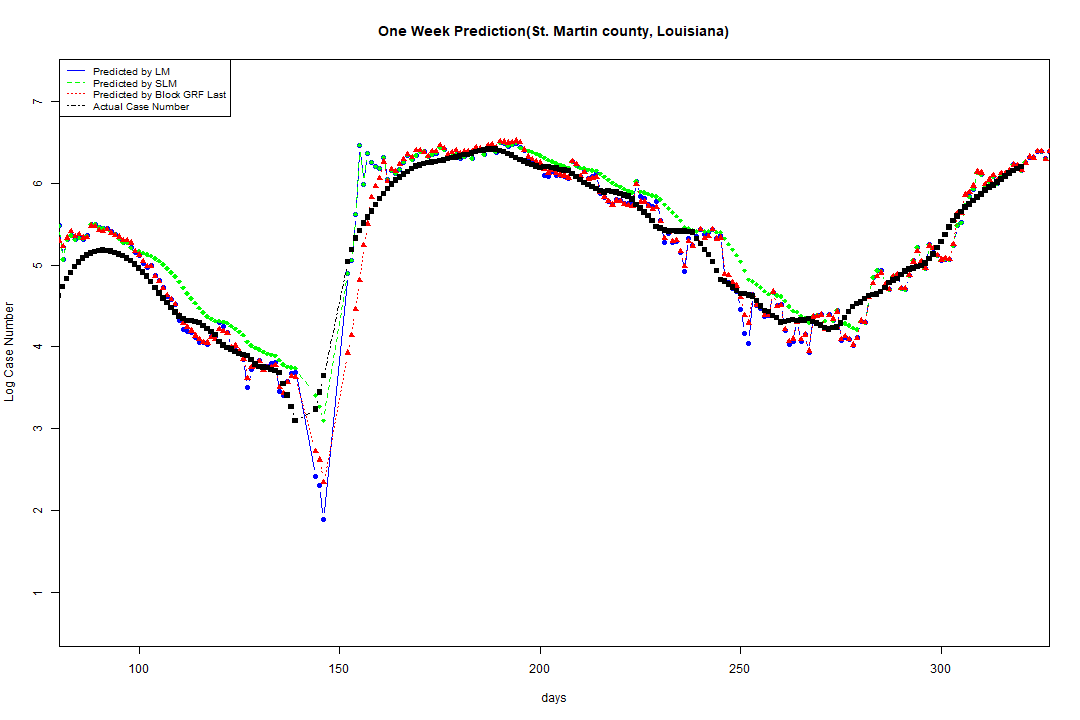 One Week Prediction(St. Martin county, Louisiana)
Predicted by LM
Predicted by SLM
Predicted by Block GRF Last
Actual Case Number
7
6
5
4
3
2
1
Log Case Number
100 150 200 250 300
days